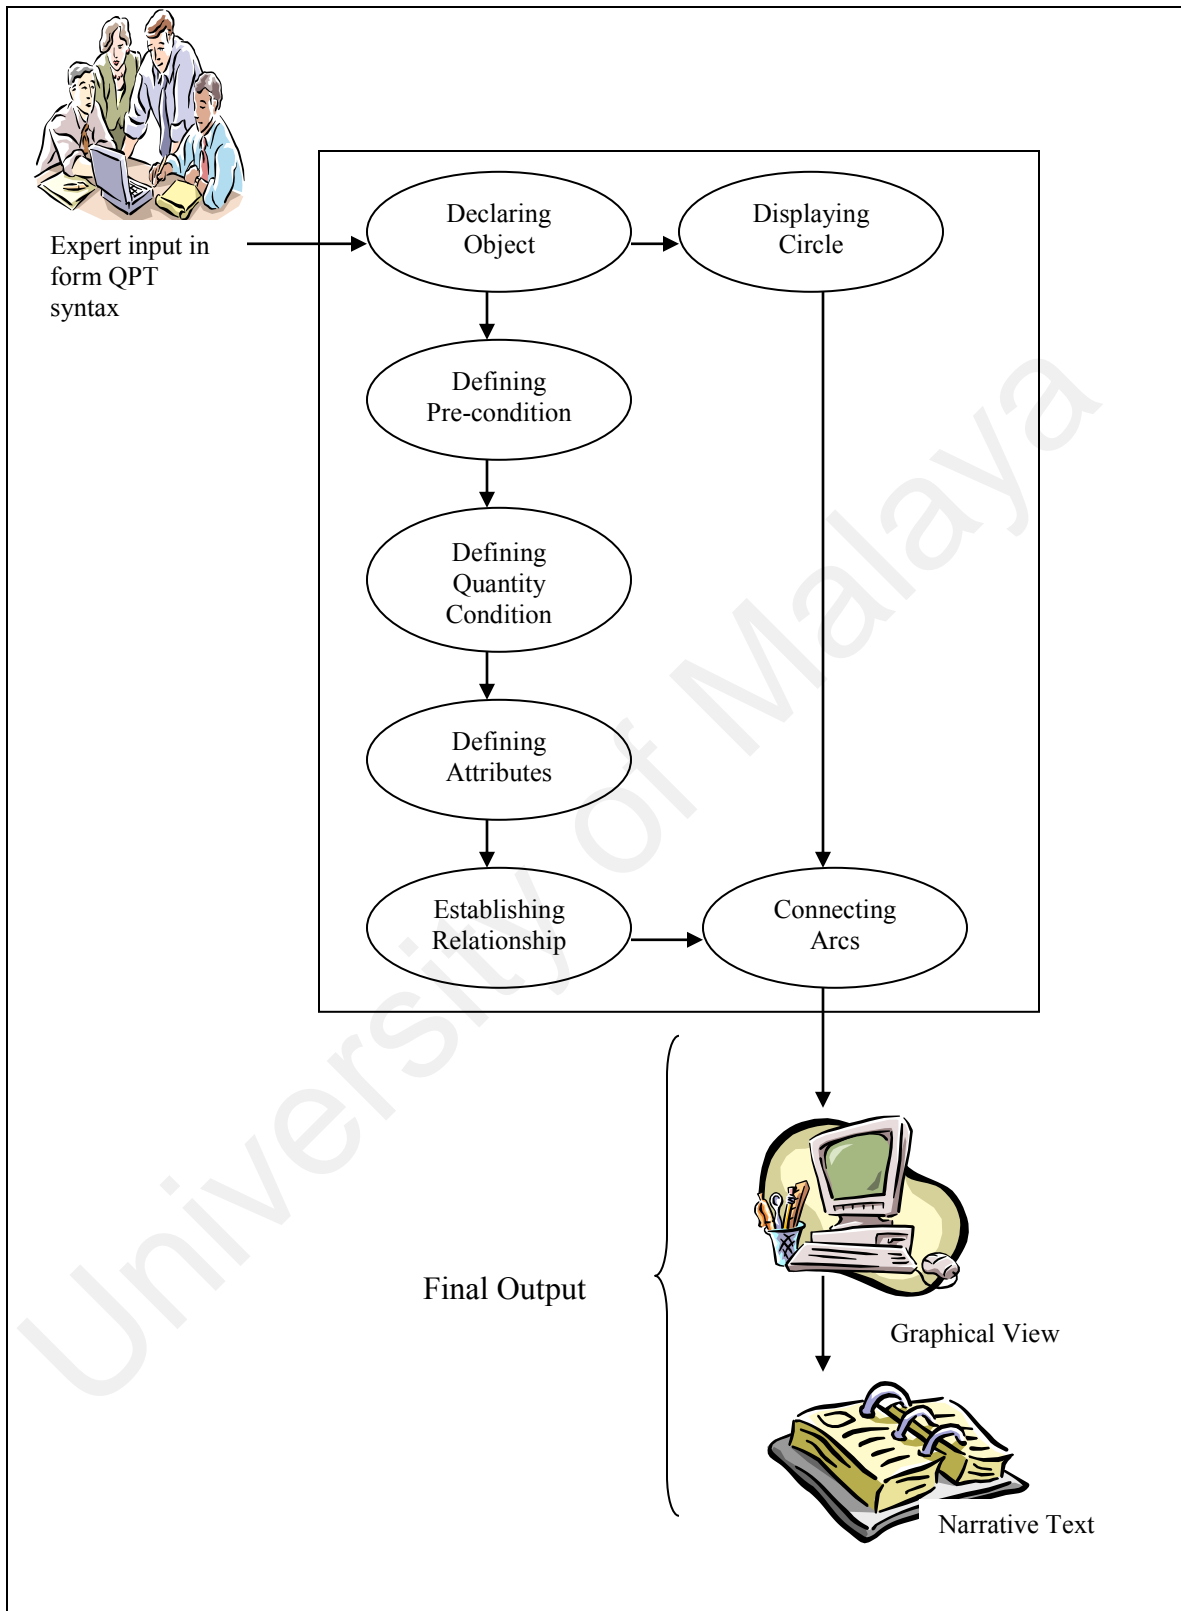 Expert input in
form QPT
syntax
Declaring
Object
Displaying
Circle
Defining
Pre-condition
Defining
Quantity
Condition
Defining
Attributes
Establishing
Relationship
Connecting
Arcs
Final Output
Graphical View
Narrative Text
University of Malaya